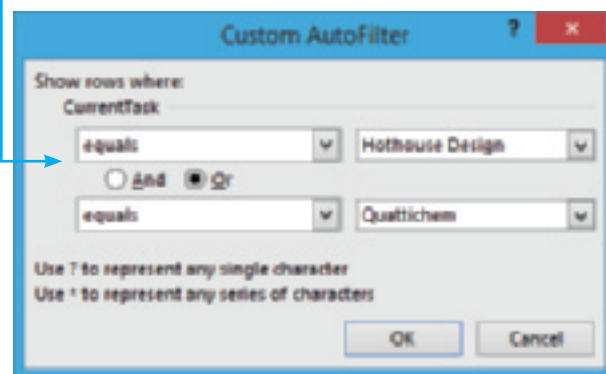 Custom AutoFilter ? ×
Show rows where:
CurrentTask
equals Hothouse Design
And Or
equals Quattichem
Use ? to represent any single character
Use * to represent any series of characters
OK Cancel